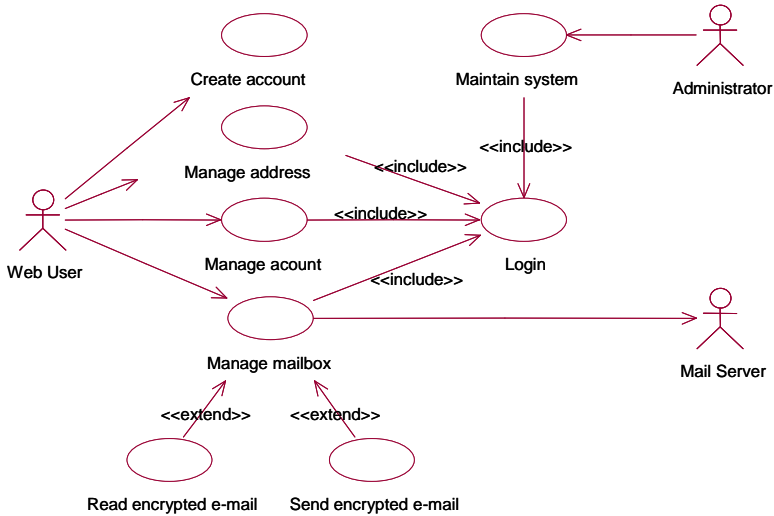 Create account
Maintain system
Administrator
Manage address
<<include>>
<<include>>
Web User
Manage acount
<<include>>
Login
<<include>>
Manage mailbox
Mail Server
<<extend>>
<<extend>>
Read encrypted e-mail
Send encrypted e-mail